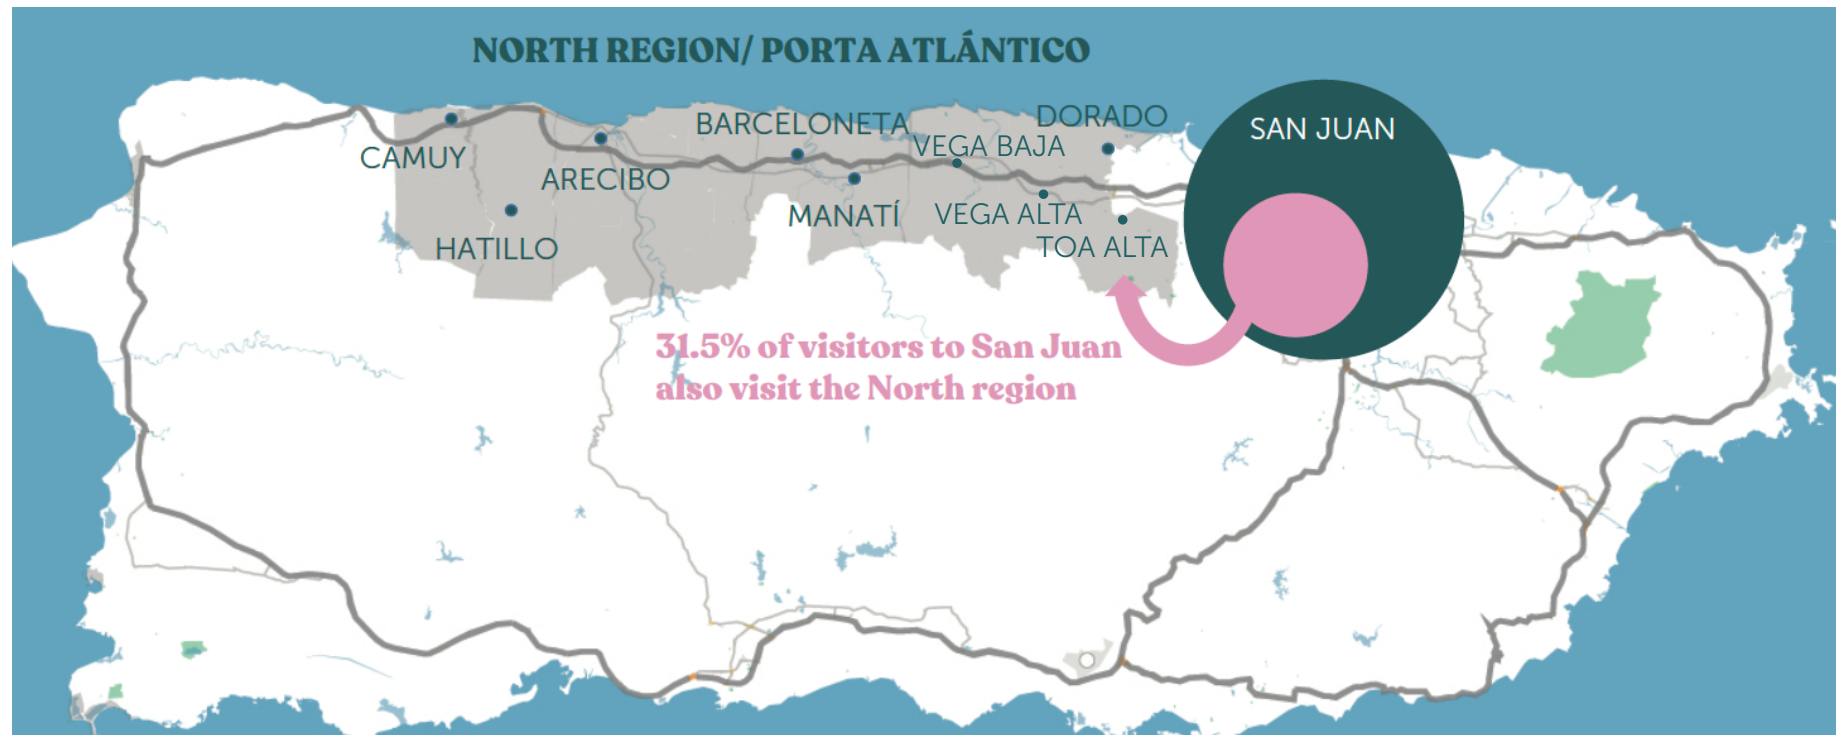 NORTH REGION/ PORTA ATLÁNTICO
DORADO
SAN JUAN
BARCELONETA
VEGA BAJA
CAMUY
ARECIBO
MANATÍ
VEGA ALTA
HATILLO
TOA ALTA
31.5% of visitors to San Juan
also visit the North region